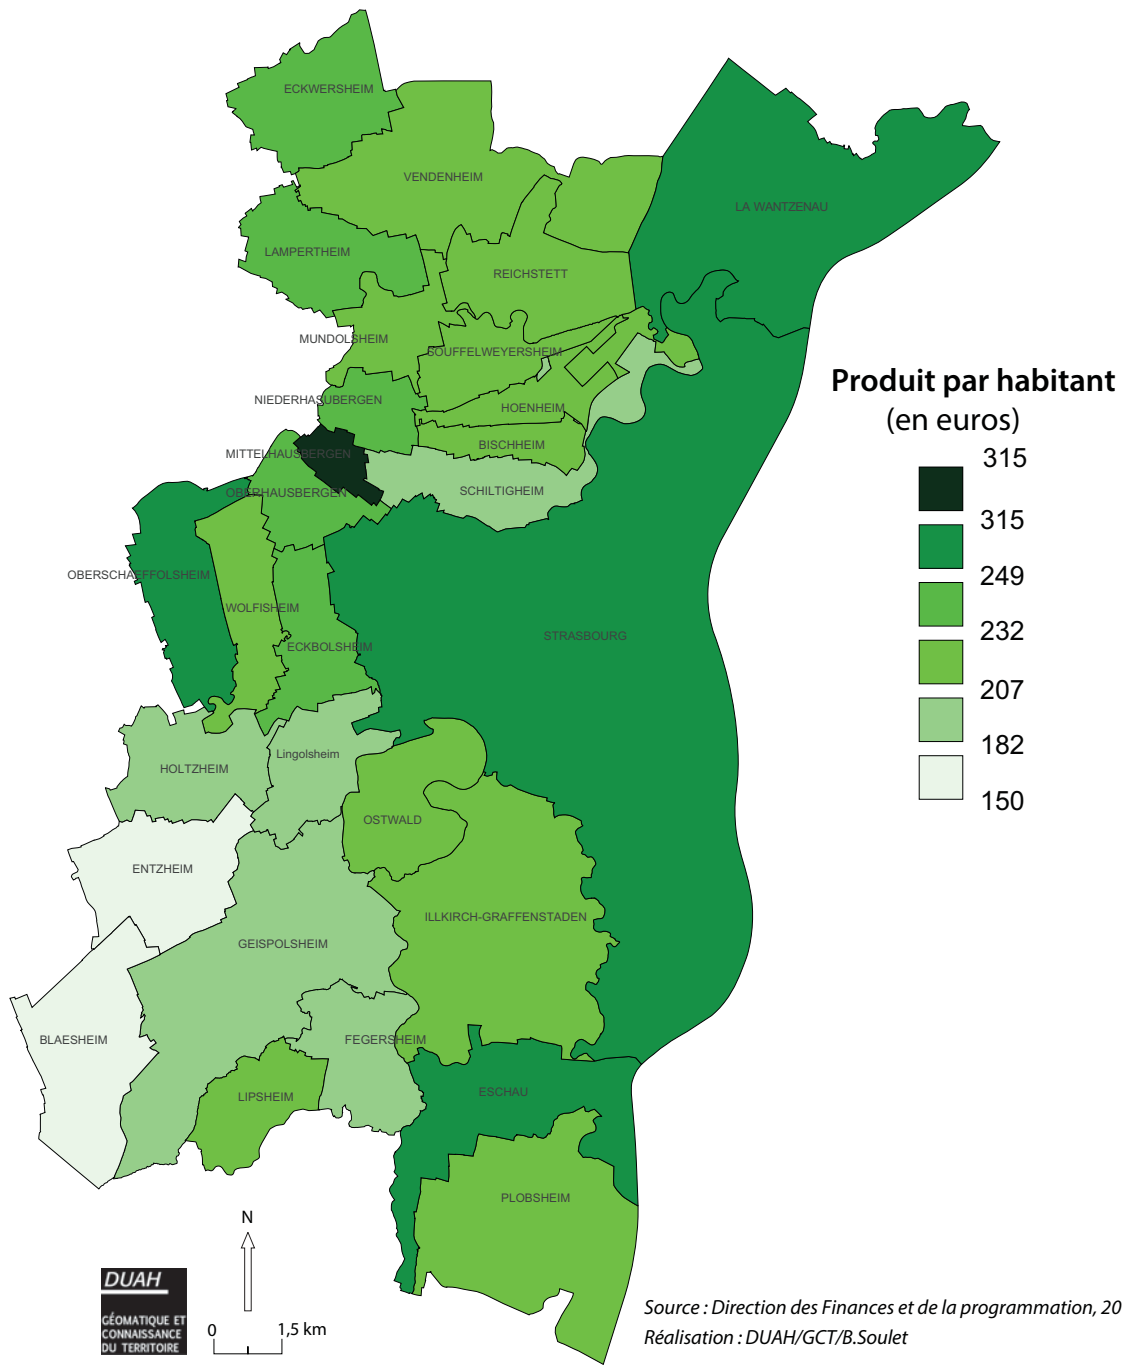 ECKWERSHEIM
VENDENHEIM
LA WANTZENAU
LAMPERTHEIM
REICHSTETT
MUNDOLSHEIM
SOUFFELWEYERSHEIM
NIEDERHASUBERGEN
HOENHEIM
BISCHHEIM
MITTELHAUSBERGEN
SCHILTIGHEIM
OBERHAUSBERGEN
OBERSCHAEFFOLSHEIM
WOLFISHEIM
STRASBOURG
ECKBOLSHEIM
Lingolsheim
HOLTZHEIM
OSTWALD
ENTZHEIM
ILLKIRCH-GRAFFENSTADEN
GEISPOLSHEIM
BLAESHEIM
FEGERSHEIM
ESCHAU
LIPSHEIM
PLOBSHEIM
Produit par habitant
(en euros)
315
315
249
232
207
182
150
N
0 1,5 km
DUAH
GÉOMATIQUE ET
CONNAISSANCE
DU TERRITOIRE
Source : Direction des Finances et de la programmation, 20
Réalisation : DUAH/GCT/B.Soulet